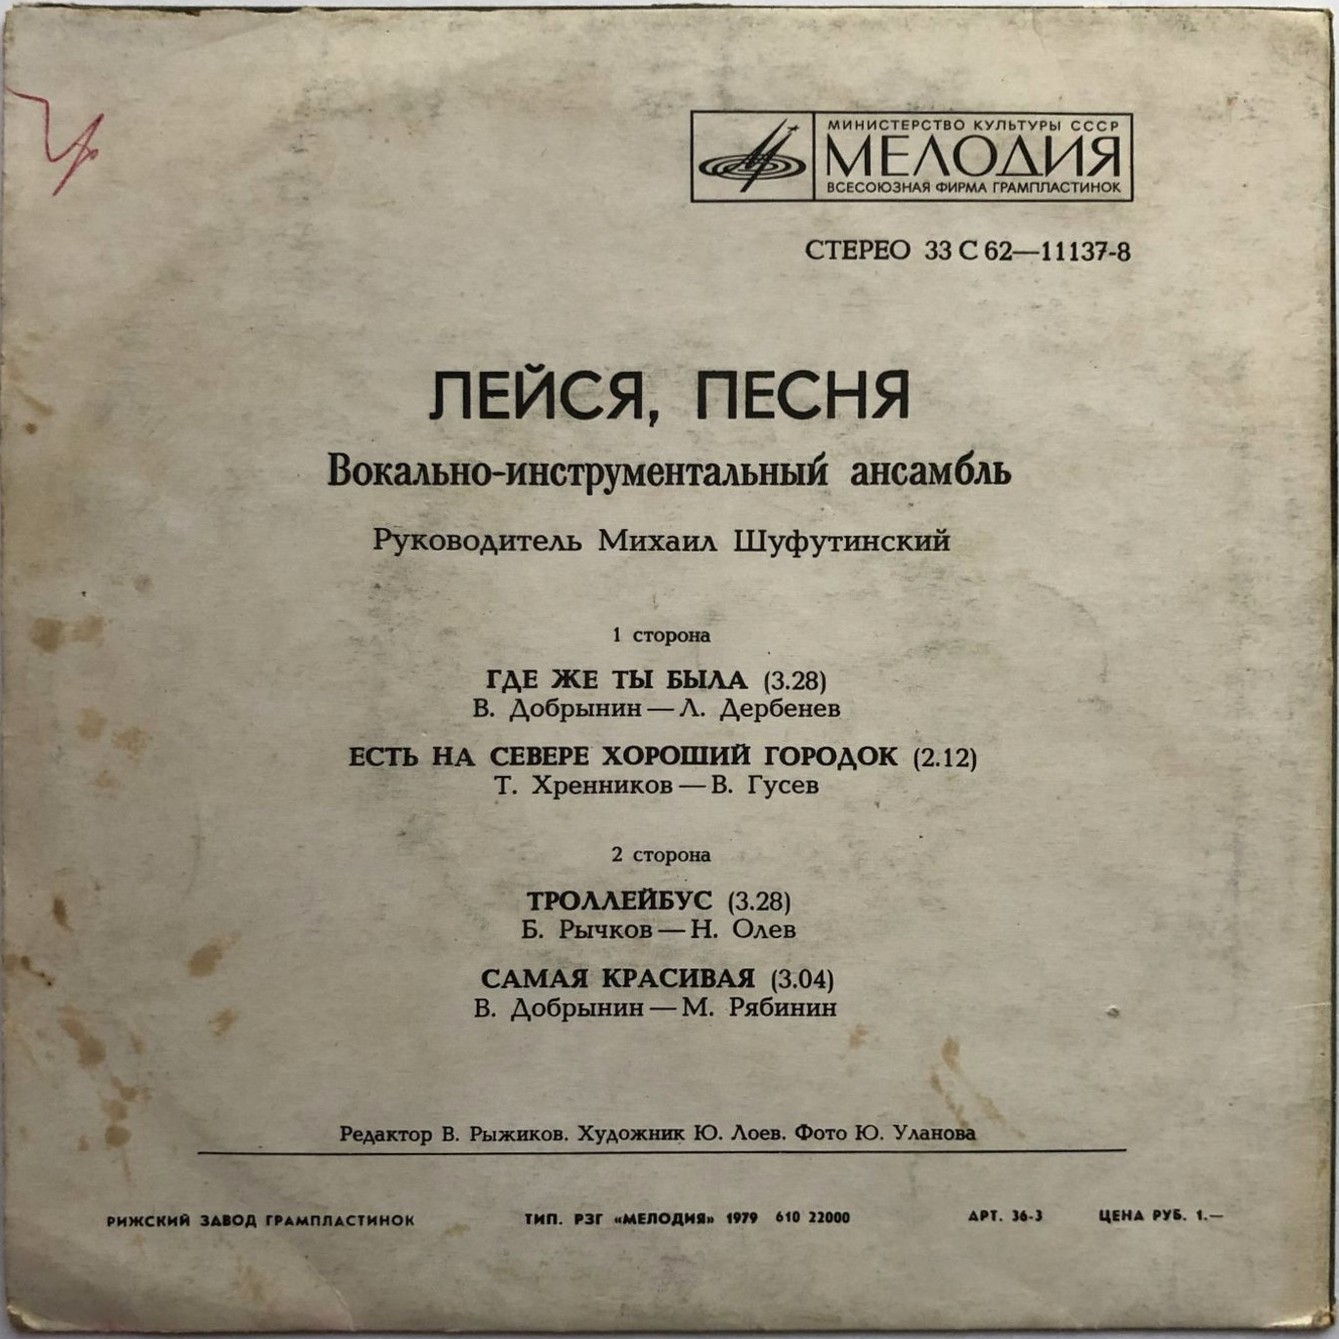 МИНИСТЕРСТВО КУЛЬТУРЫ СССР
МЕЛОДИЯ
ВСЕСОЮЗНАЯ ФИРМА ГРАМПЛАСТИНОК
СТЕРЕО 33 С 62—11137-8
ЛЕЙСЯ, ПЕСНЯ
Вокально-инструментальный ансамбль
Руководитель Михаил Шуфутинский
1 сторона
ГДЕ ЖЕ ТЫ БЫЛА (3.28)
В. Добрынин — Л. Дербенев
ЕСТЬ НА СЕВЕРЕ ХОРОШИЙ ГОРОДОК (2.12)
Т. Хренников — В. Гусев
2 сторона
ТРОЛЛЕЙБУС (3.28)
Б. Рычков — Н. Олев
САМАЯ КРАСИВАЯ (3.04)
В. Добрынин — М. Рябинин
Редактор В. Рыжиков. Художник Ю. Лоев. Фото Ю. Уланова
РИЖСКИЙ ЗАВОД ГРАМПЛАСТИНОК ТИП. РЗГ «МЕЛОДИЯ» 1979 610 22000 АРТ. 36-3 ЦЕНА РУБ. 1.—